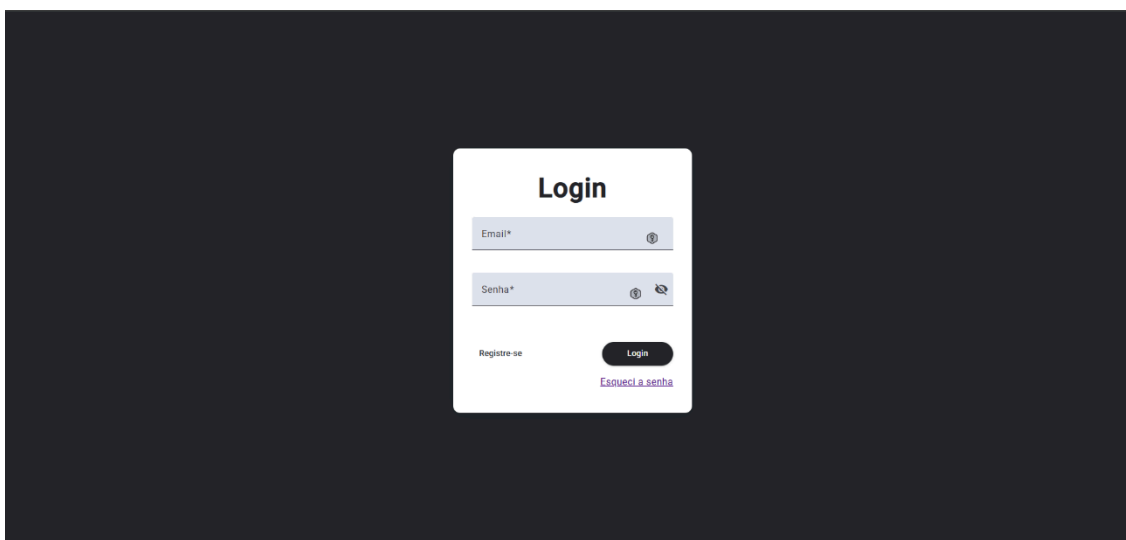 Login
Email*
Senha*
Registre-se
Login
Esqueci a senha